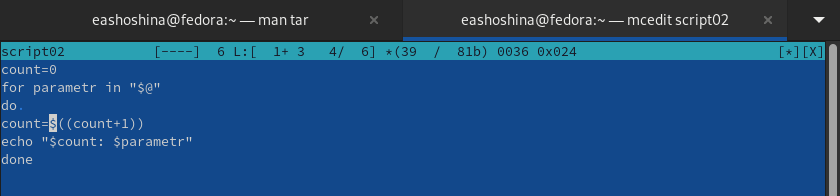 eashoshina@fedora:~ — man tar × eashoshina@fedora:~ — mcedit script02 ×
script02 [----] 6 L:[ 1+ 3 4/ 6] *(39 / 81b) 0036 0x024 [*][X]
count=0
for parametr in "$@"
do.
count=$((count+1))
echo "$count: $parametr"
done